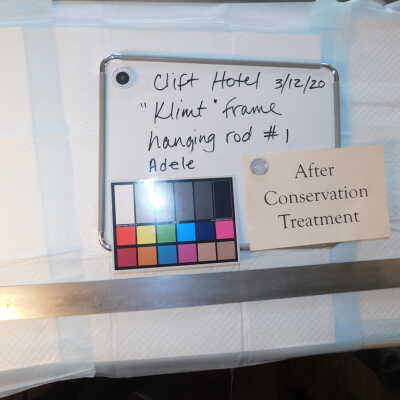 Clift Hotel 3/12/20
"Klimt" frame
hanging rod #1
Adele
After
Conservation
Treatment